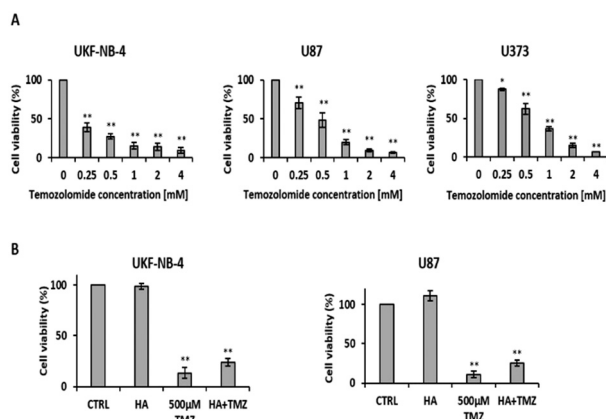 A
UKF-NB-4
Cell viability (%)
100
50
0
** ** ** ** **
0 0.25 0.5 1 2 4
Temozolomide concentration [mM]
U87
Cell viability (%)
100
50
0
** ** ** ** **
0 0.25 0.5 1 2 4
Temozolomide concentration [mM]
U373
Cell viability (%)
100
50
0
* ** ** ** **
0 0.25 0.5 1 2 4
Temozolomide concentration [mM]
B
UKF-NB-4
Cell viability (%)
100
50
0
** **
CTRL HA 500µM HA+TMZ
TMZ
U87
Cell viability (%)
100
50
0
** **
CTRL HA 500µM HA+TMZ
TMZ